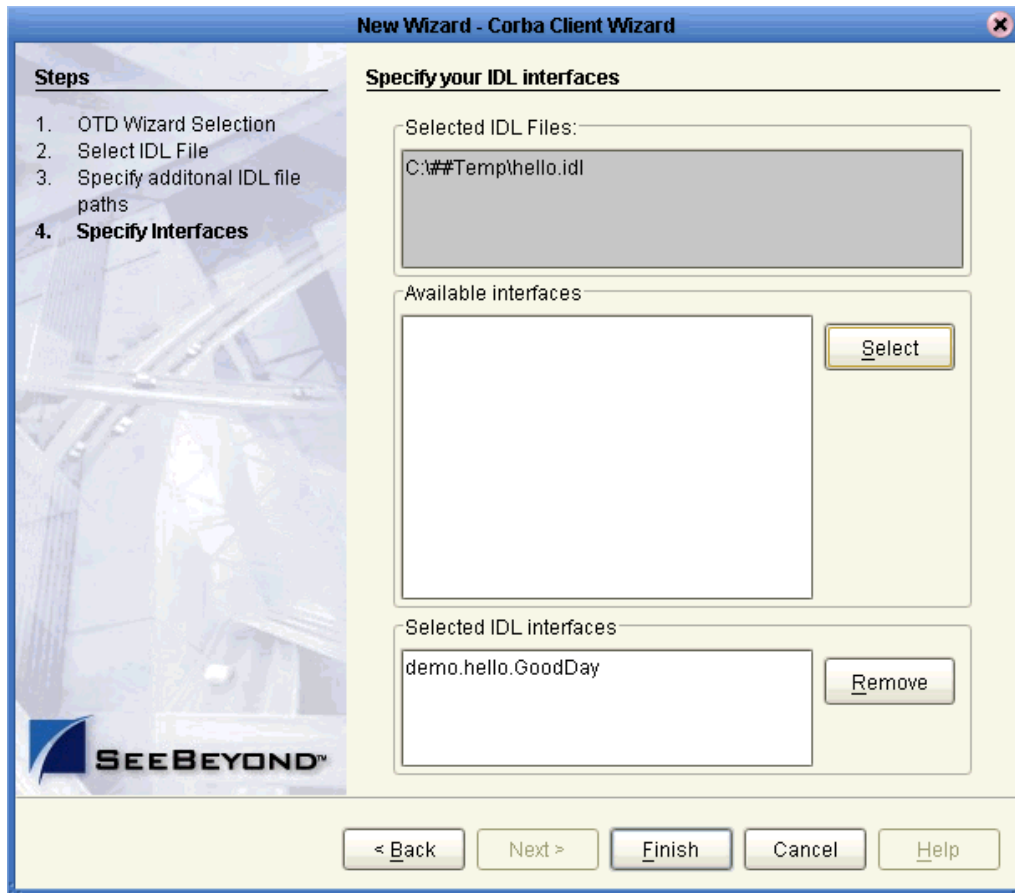 New Wizard - Corba Client Wizard
Steps
1. OTD Wizard Selection
2. Select IDL File
3. Specify additonal IDL file
paths
4. Specify Interfaces
SEEBEYOND™
Specify your IDL interfaces
Selected IDL Files:
C:\##Temp\hello.idl
Available interfaces
Select
Selected IDL interfaces
demo.hello.GoodDay
Remove
< Back
Next >
Finish
Cancel
Help